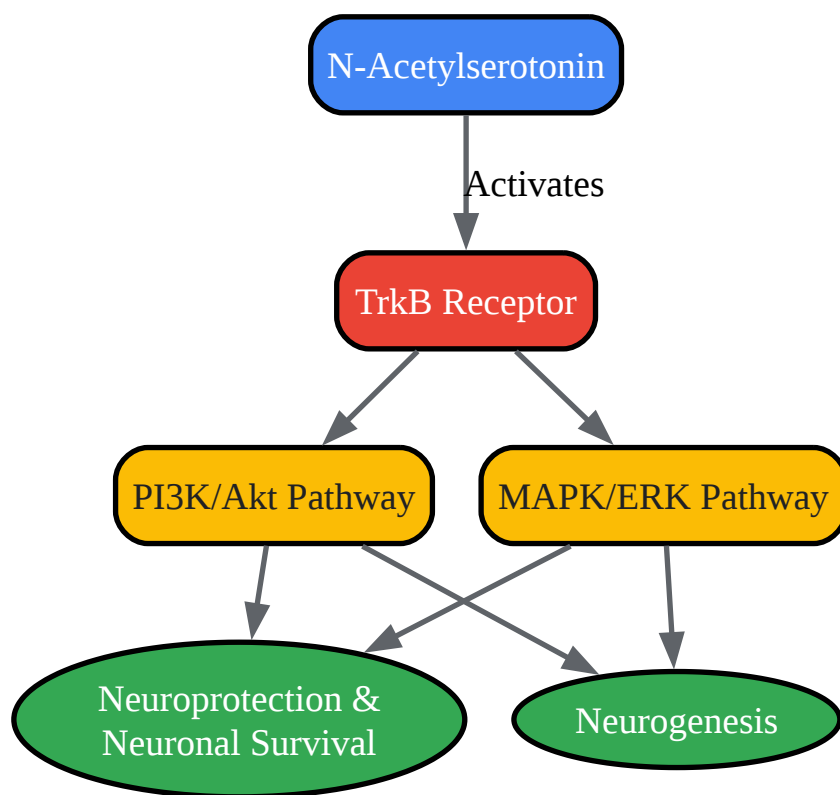 N-Acetylserotonin
Activates
TrkB Receptor
PI3K/Akt Pathway
MAPK/ERK Pathway
Neuroprotection &
Neuronal Survival
Neurogenesis